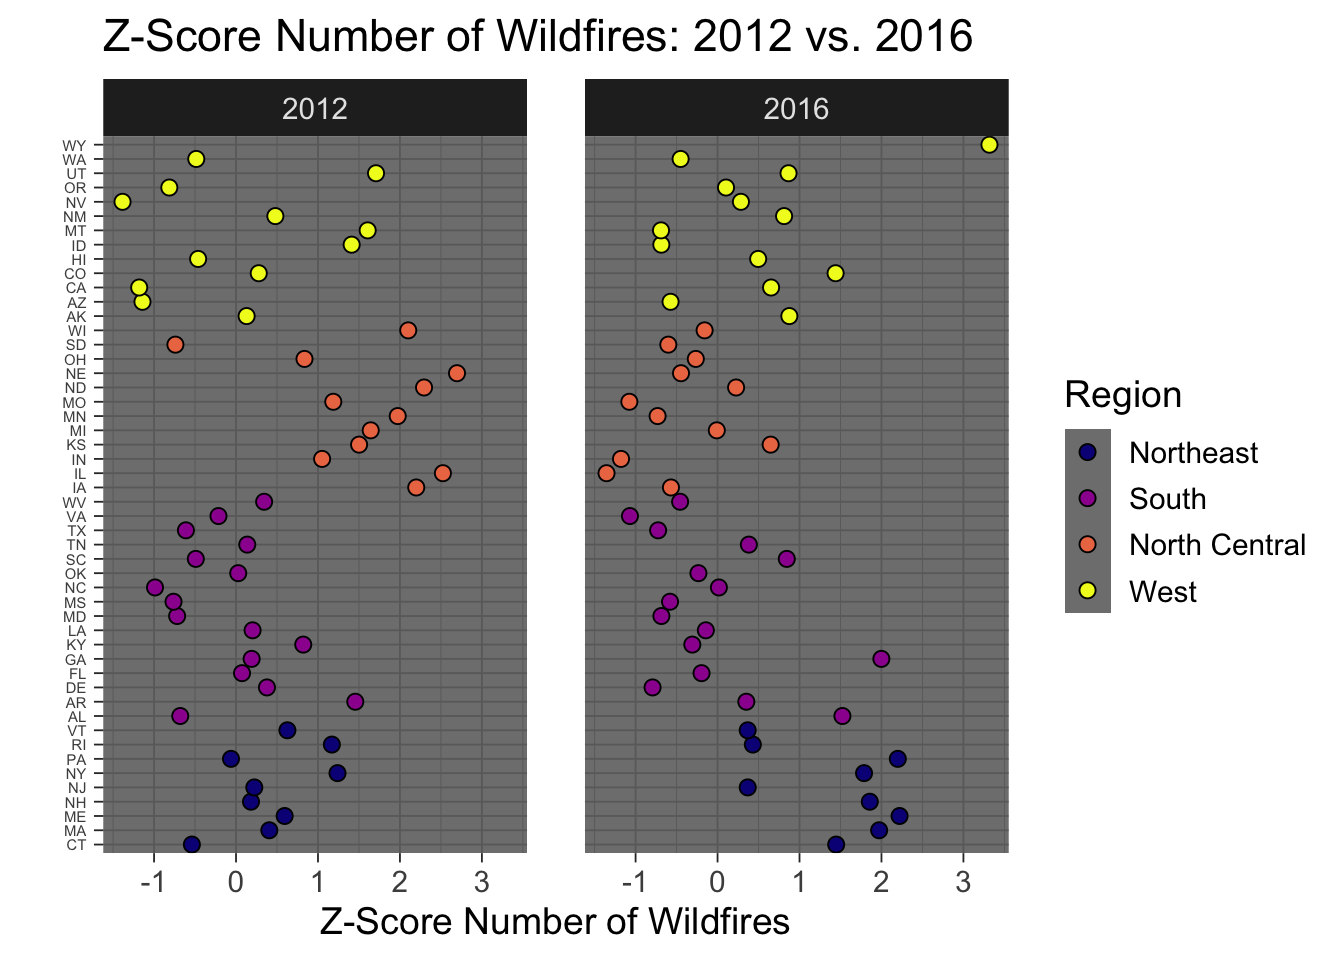 Z-Score Number of Wildfires: 2012 vs. 2016
2012
2016
WY
WA
UT
OR
NV
NM
MT
ID
HI
CO
CA
AZ
AK
WI
SD
OH
NE
ND
MO
MN
MI
KS
IN
IL
IA
WV
VA
TX
TN
SC
OK
NC
MS
MD
LA
KY
GA
FL
DE
AR
AL
VT
RI
PA
NY
NJ
NH
ME
MA
CT
-1 0 1 2 3
-1 0 1 2 3
Z-Score Number of Wildfires
Region
Northeast
South
North Central
West